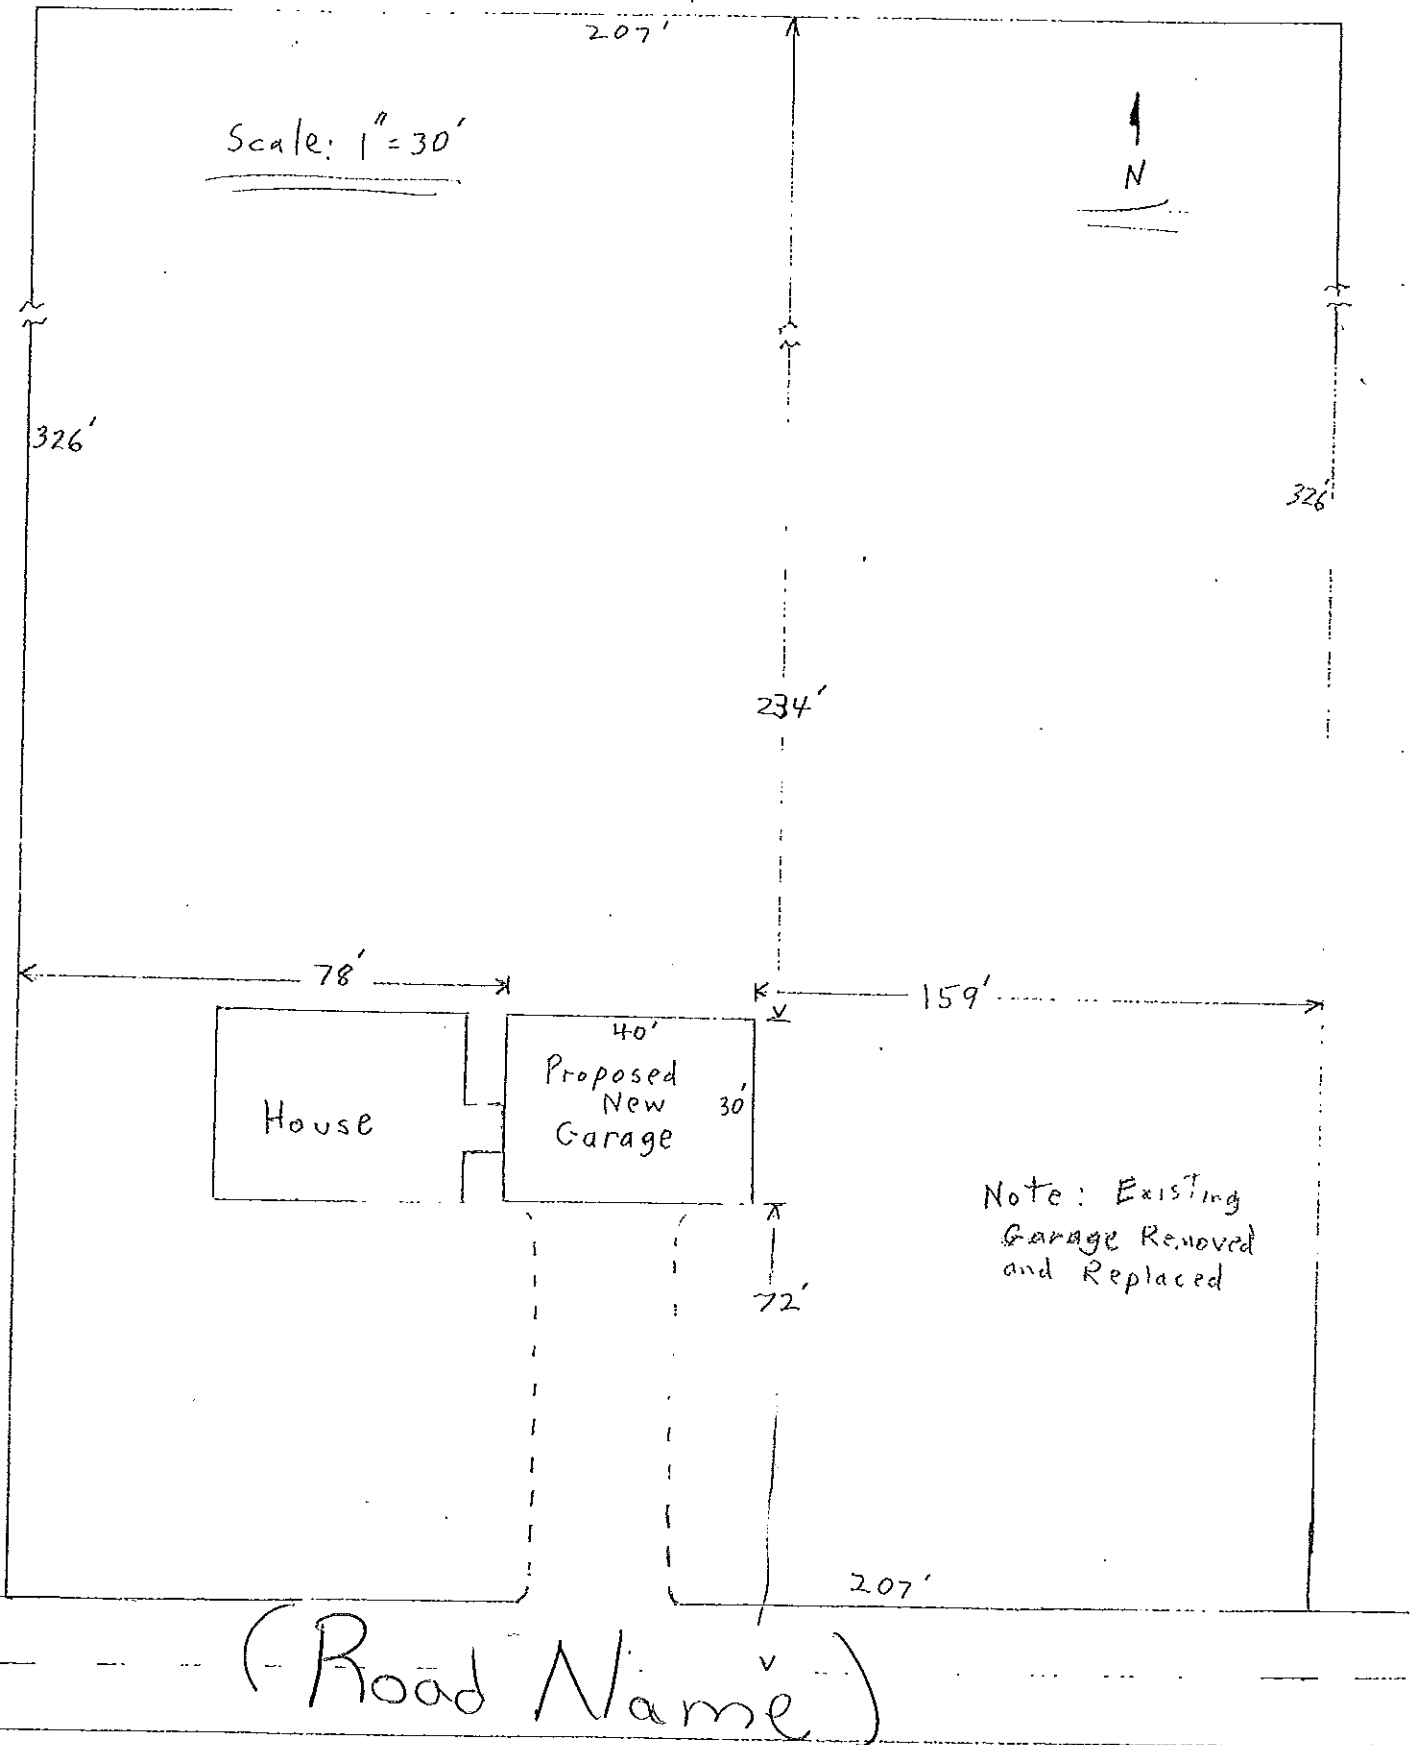 207'
Scale: 1" = 30'
N
326'
326'
234'
78'
159'
40'
Proposed
New
Garage
30'
House
Note: Existing
Garage Removed
and Replaced
72'
207'
(Road Name)